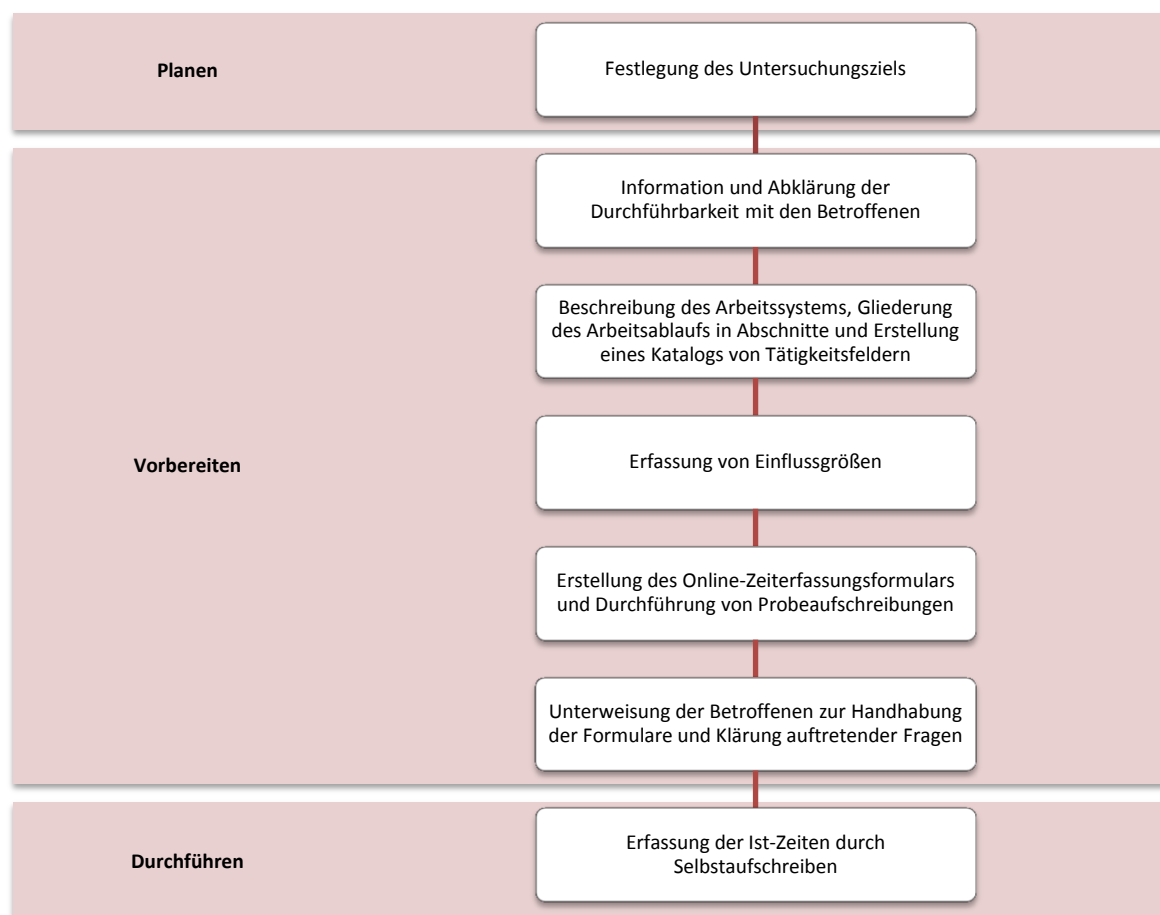 Planen
Festlegung des Untersuchungsziels
Vorbereiten
Information und Abklärung der
Durchführbarkeit mit den Betroffenen
Beschreibung des Arbeitssystems, Gliederung
des Arbeitsablaufs in Abschnitte und Erstellung
eines Katalogs von Tätigkeitsfeldern
Erfassung von Einflussgrößen
Erstellung des Online-Zeiterfassungsformulars
und Durchführung von Probeaufschreibungen
Unterweisung der Betroffenen zur Handhabung
der Formulare und Klärung auftretender Fragen
Durchführen
Erfassung der Ist-Zeiten durch
Selbstaufschreiben